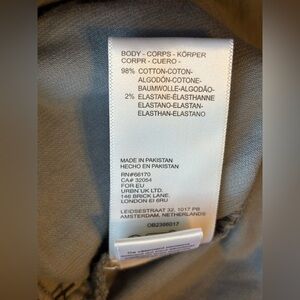 BODY - CORPS - KÖRPER
CORPR - CUERO -
98% COTTON-COTON-
ALGODÓN-COTONE-
BAUMWOLLE-ALGODÃO-
2% ELASTANE-ÉLASTHANNE
ELASTANO-ELASTAN-
ELASTHAN-ELASTANO
MADE IN PAKISTAN
HECHO EN PAKISTAN
RN#66170
CA# 32054
FOR EU
URBN UK LTD.
146 BRICK LANE,
LONDON E1 6RU
LEIDSESTRAAT 32, 1017 PB
AMSTERDAM, NETHERLANDS